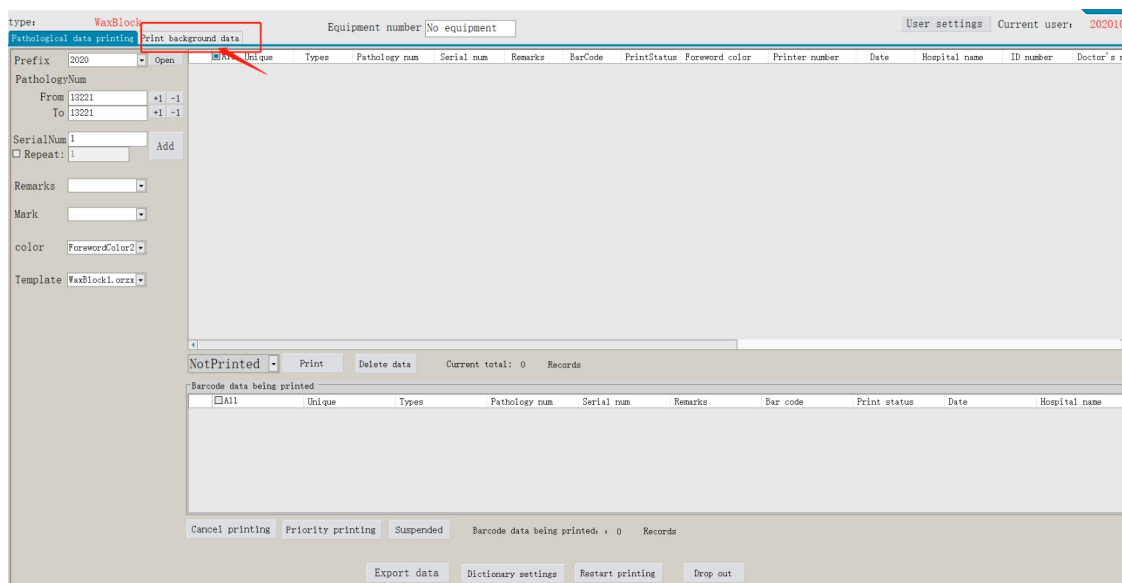 type: WaxBlock Equipment number No equipment User settings Current user: 202010
Pathological data printing Print background data
Prefix 2020 Open Unique Types Pathology num Serial num Remarks BarCode PrintStatus Foreword color Printer number Date Hospital name ID number Doctor's
PathologyNum
From 13221 +1 -1
To 13221 +1 -1
SerialNum 1
Add
Repeat: 1
Remarks
Mark
color ForewordColor2
Template WaxBlock1.orzx
NotPrinted Print Delete data Current total: 0 Records
Barcode data being printed
All Unique Types Pathology num Serial num Remarks Bar code Print status Date Hospital name
Cancel printing Priority printing Suspended Barcode data being printed: : 0 Records
Export data Dictionary settings Restart printing Drop out